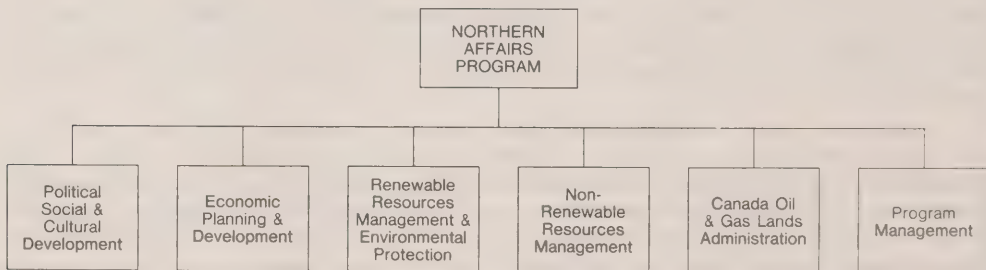 NORTHERN
AFFAIRS
PROGRAM
Political
Social &
Cultural
Development
Economic
Planning &
Development
Renewable
Resources
Management &
Environmental
Protection
Non-
Renewable
Resources
Management
Canada Oil
& Gas Lands
Administration
Program
Management